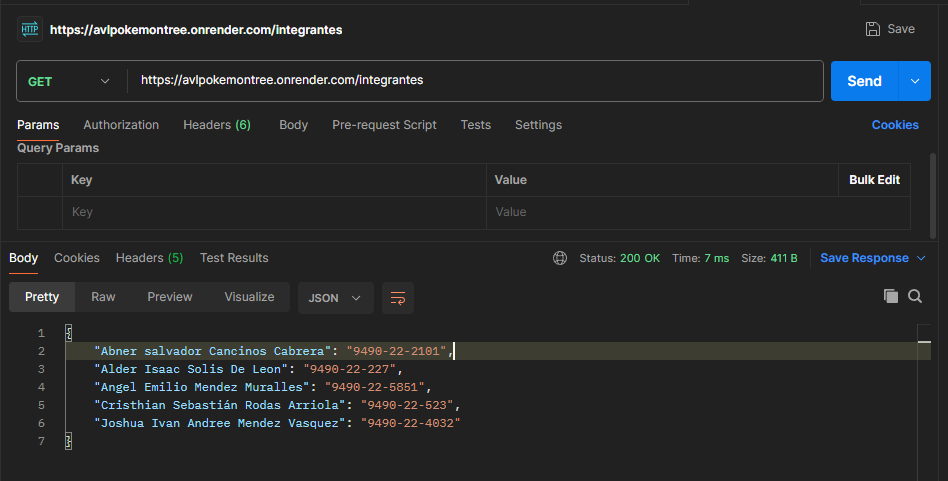 HTTP https://avlpokemontree.onrender.com/integrantes Save
GET https://avlpokemontree.onrender.com/integrantes Send
Params Authorization Headers (6) Body Pre-request Script Tests Settings Cookies
Query Params
Key Value Bulk Edit
Key Value
Body Cookies Headers (5) Test Results Status: 200 OK Time: 7 ms Size: 411 B Save Response
Pretty Raw Preview Visualize JSON
1 {
2 "Abner salvador Cancinos Cabrera": "9490-22-2101",
3 "Alder Isaac Solis De Leon": "9490-22-227",
4 "Angel Emilio Mendez Muralles": "9490-22-5851",
5 "Cristhian Sebastián Rodas Arriola": "9490-22-523",
6 "Joshua Ivan Andree Mendez Vasquez": "9490-22-4032"
7 }